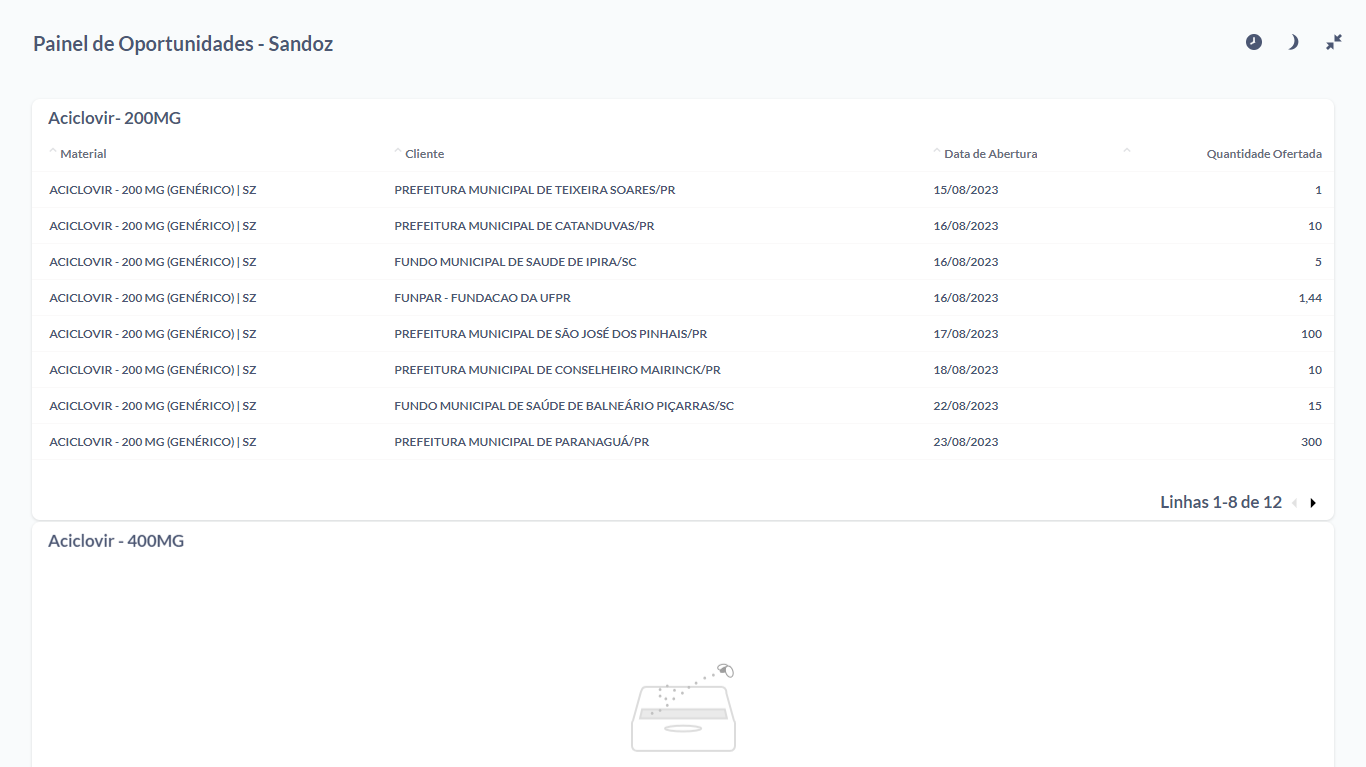 Painel de Oportunidades - Sandoz
Aciclovir- 200MG
Material Cliente Data de Abertura Quantidade Ofertada
ACICLOVIR - 200 MG (GENÉRICO) | SZ PREFEITURA MUNICIPAL DE TEIXEIRA SOARES/PR 15/08/2023 1
ACICLOVIR - 200 MG (GENÉRICO) | SZ PREFEITURA MUNICIPAL DE CATANDUVAS/PR 16/08/2023 10
ACICLOVIR - 200 MG (GENÉRICO) | SZ FUNDO MUNICIPAL DE SAUDE DE IPIRA/SC 16/08/2023 5
ACICLOVIR - 200 MG (GENÉRICO) | SZ FUNPAR - FUNDACAO DA UFPR 16/08/2023 1,44
ACICLOVIR - 200 MG (GENÉRICO) | SZ PREFEITURA MUNICIPAL DE SÃO JOSÉ DOS PINHAIS/PR 17/08/2023 100
ACICLOVIR - 200 MG (GENÉRICO) | SZ PREFEITURA MUNICIPAL DE CONSELHEIRO MAIRINCK/PR 18/08/2023 10
ACICLOVIR - 200 MG (GENÉRICO) | SZ FUNDO MUNICIPAL DE SAÚDE DE BALNEÁRIO PIÇARRAS/SC 22/08/2023 15
ACICLOVIR - 200 MG (GENÉRICO) | SZ PREFEITURA MUNICIPAL DE PARANAGUÁ/PR 23/08/2023 300
Linhas 1-8 de 12
Aciclovir - 400MG